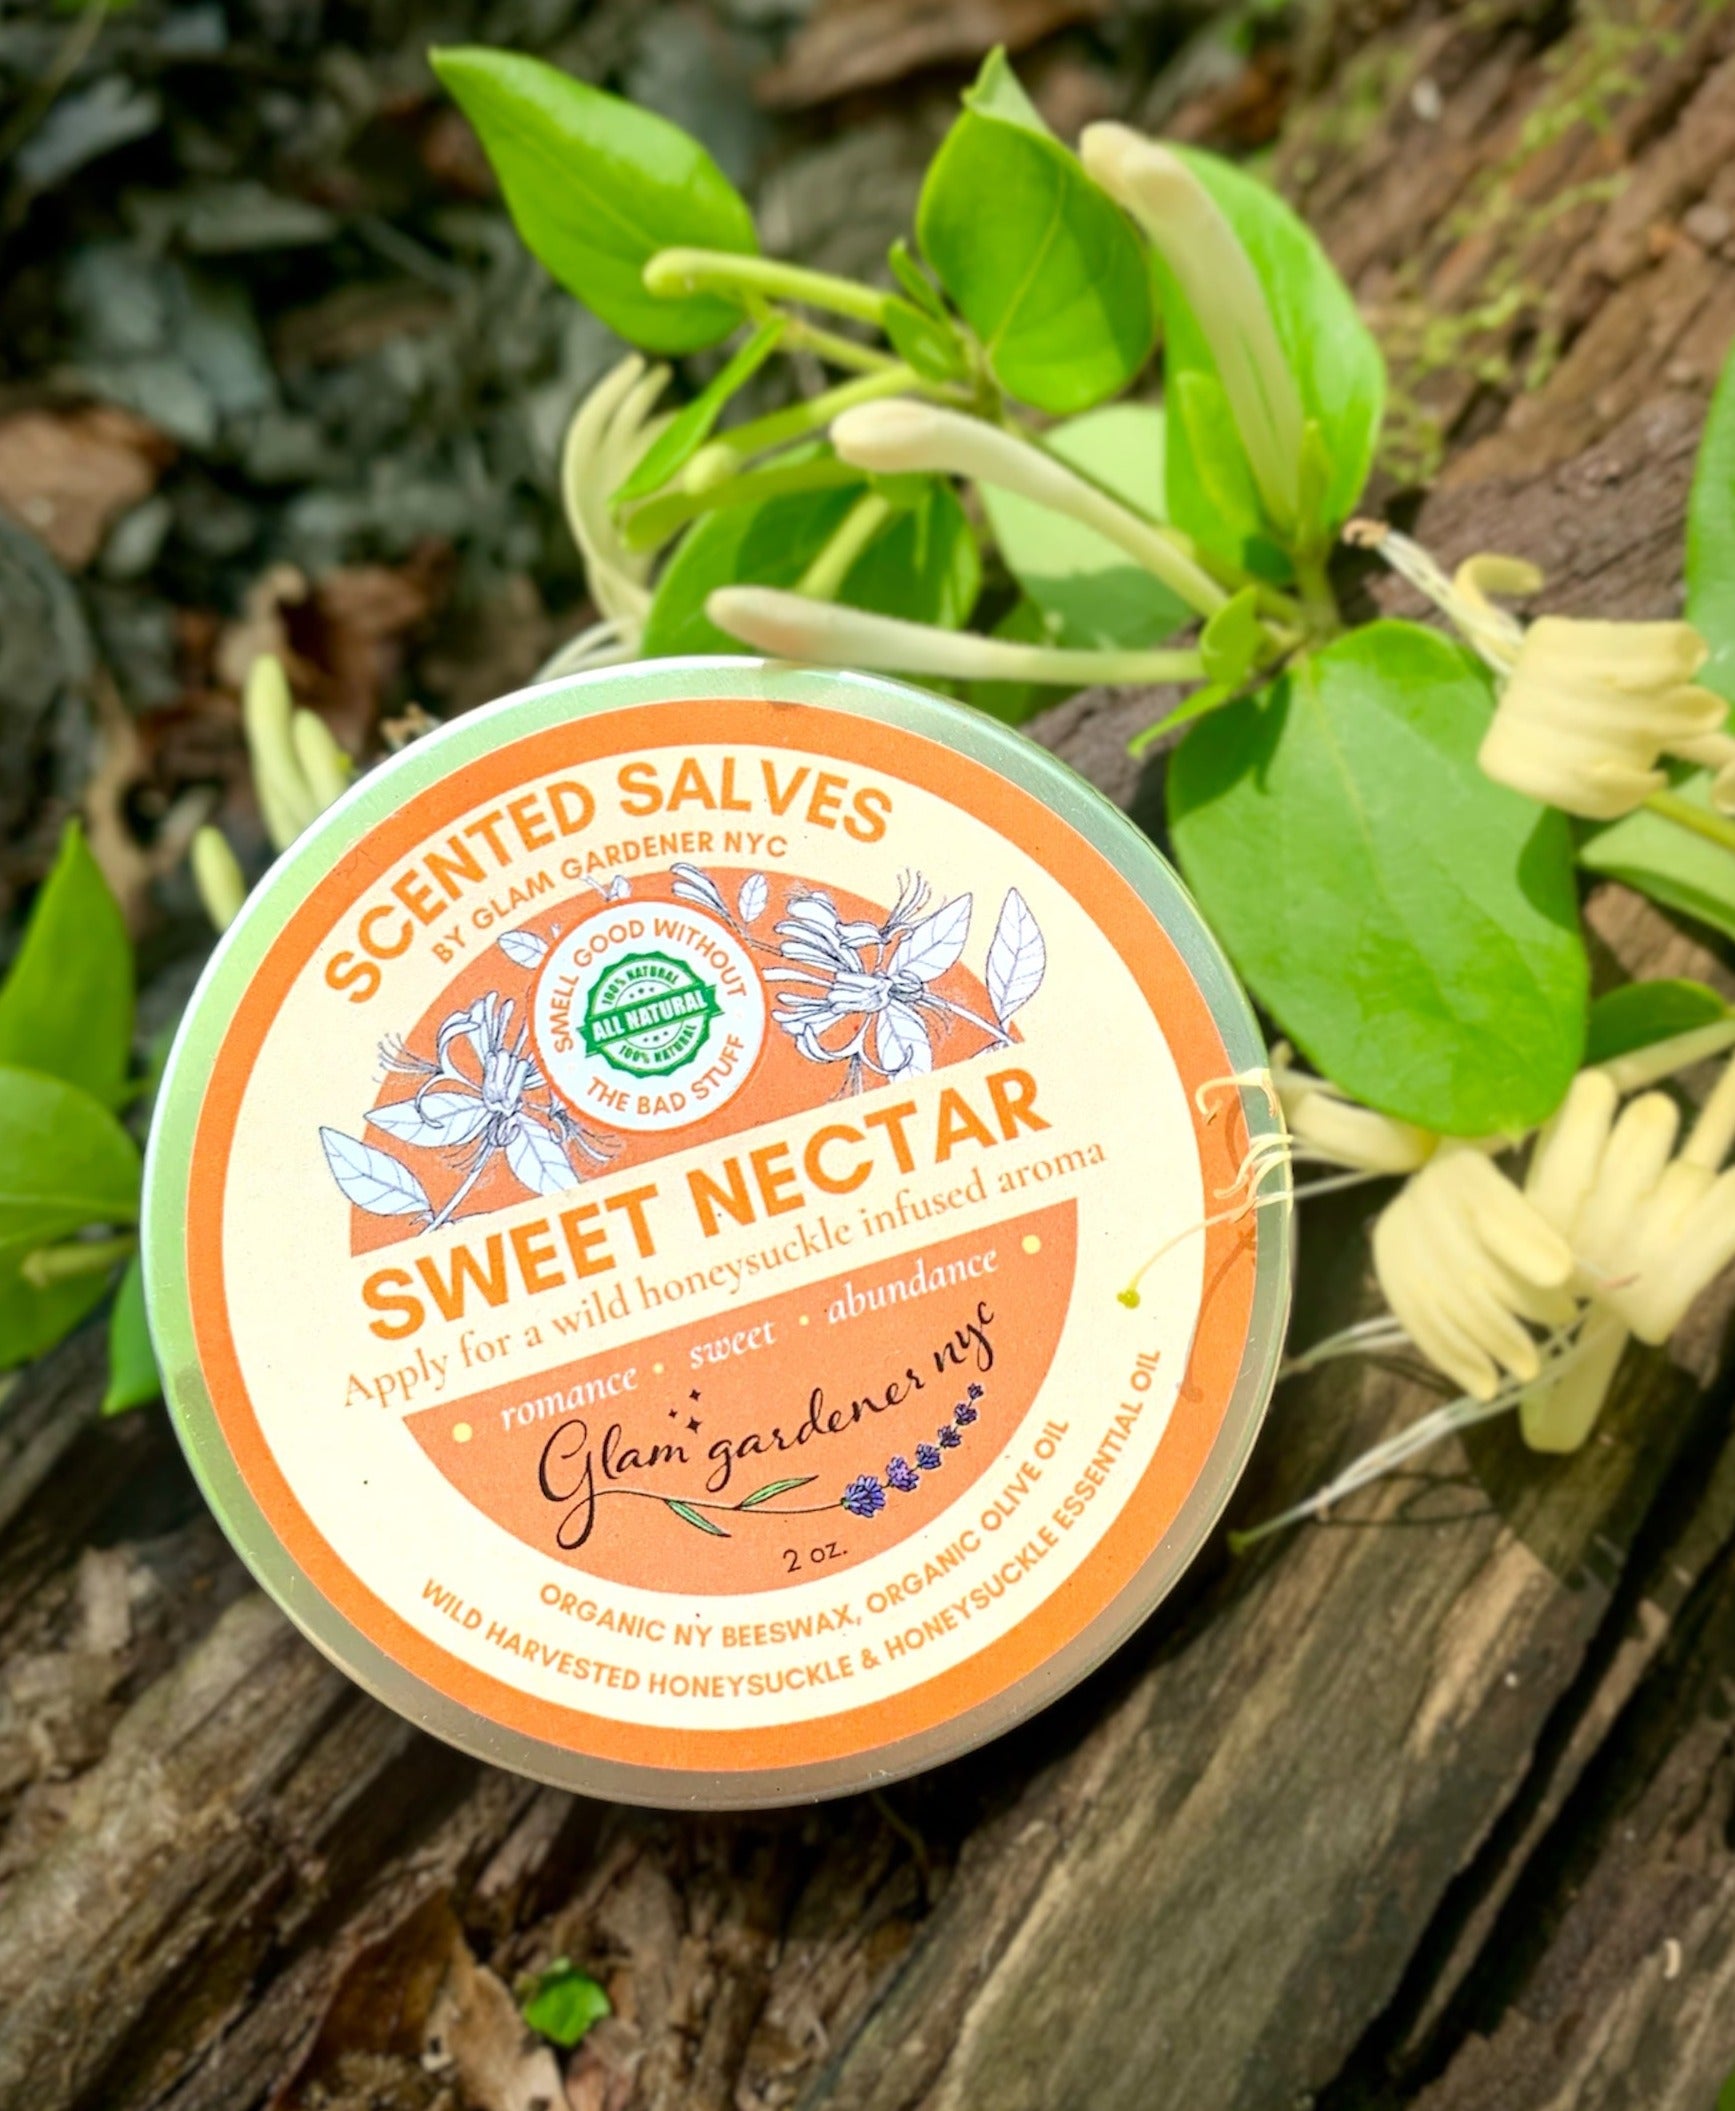 SCENTED SALVES
BY GLAM GARDENER NYC
SMELL GOOD WITHOUT
100% NATURAL
ALL NATURAL
100% NATURAL
THE BAD STUFF
SWEET NECTAR
Apply for a wild honeysuckle infused aroma
romance • sweet • abundance
Glam gardener nyc
2 oz.
ORGANIC NY BEESWAX, ORGANIC OLIVE OIL
WILD HARVESTED HONEYSUCKLE & HONEYSUCKLE ESSENTIAL OIL